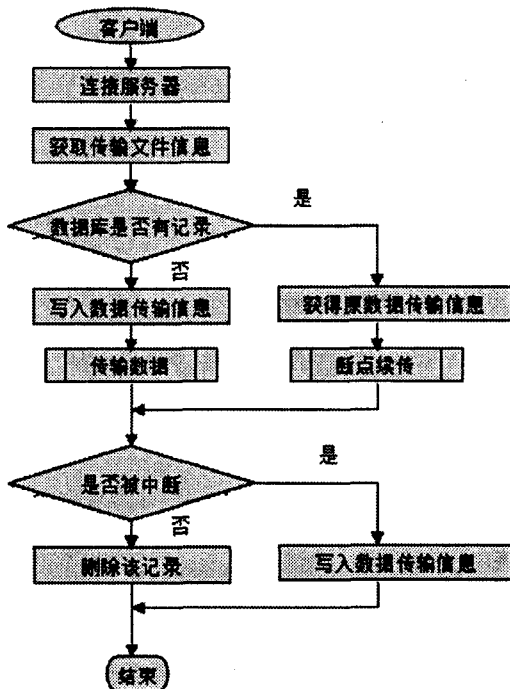 客户端
连接服务器
获取传输文件信息
数据库是否有记录
是
否
写入数据传输信息
获得原数据传输信息
传输数据
断点续传
是否被中断
是
否
删除该记录
写入数据传输信息
结束